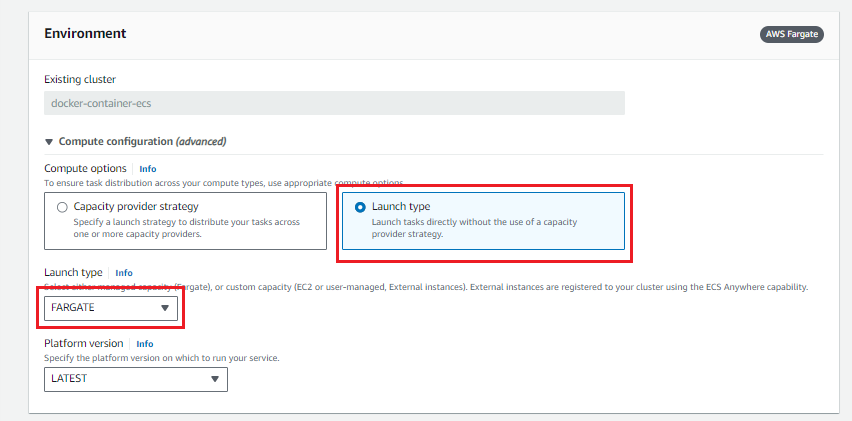 Environment
AWS Fargate
Existing cluster
docker-container-ecs
Compute configuration (advanced)
Compute options Info
To ensure task distribution across your compute types, use appropriate compute options.
Capacity provider strategy
Specify a launch strategy to distribute your tasks across
one or more capacity providers.
Launch type
Launch tasks directly without the use of a capacity
provider strategy.
Launch type Info
Select either managed capacity (Fargate), or custom capacity (EC2 or user-managed, External instances). External instances are registered to your cluster using the ECS Anywhere capability.
FARGATE
Platform version Info
Specify the platform version on which to run your service.
LATEST